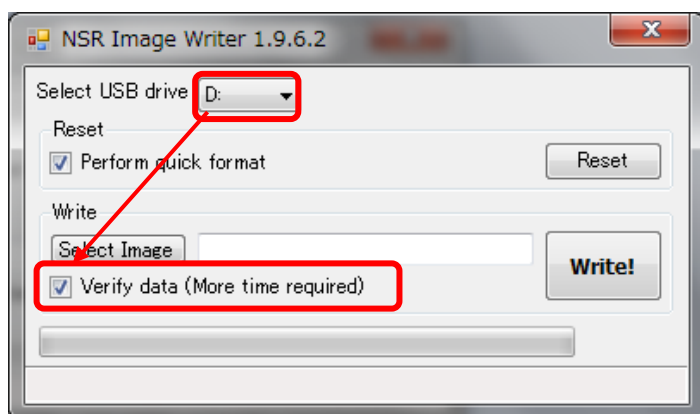 NSR Image Writer 1.9.6.2
Select USB drive D:
Reset
Perform quick format Reset
Write
Select Image
Write!
Verify data (More time required)